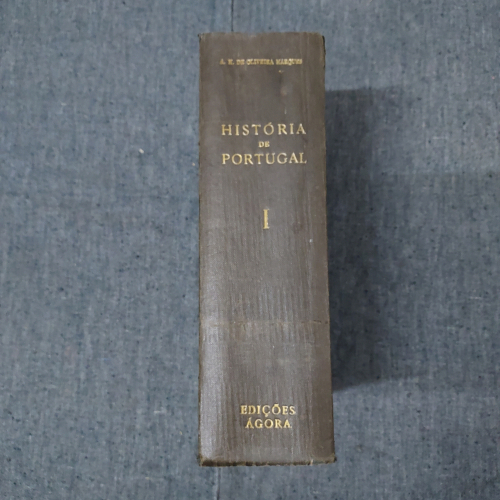 A. H. DE OLIVEIRA MARQUES
HISTÓRIA
DE
PORTUGAL
I
EDIÇÕES
ÁGORA